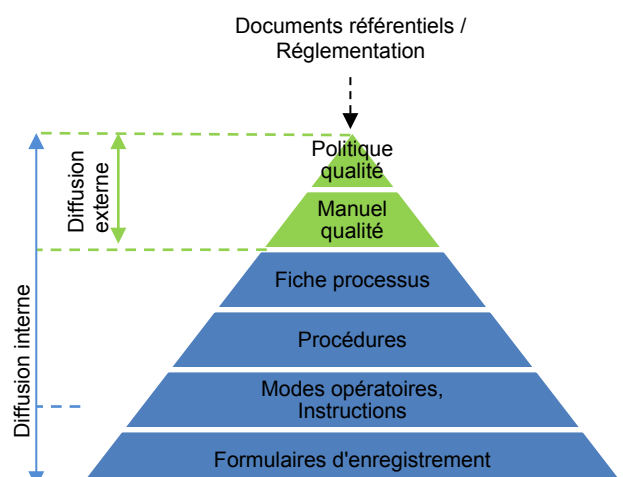 Documents référentiels /
Réglementation
Politique
qualité
Manuel
qualité
Fiche processus
Procédures
Modes opératoires,
Instructions
Formulaires d'enregistrement
Diffusion
externe
Diffusion interne